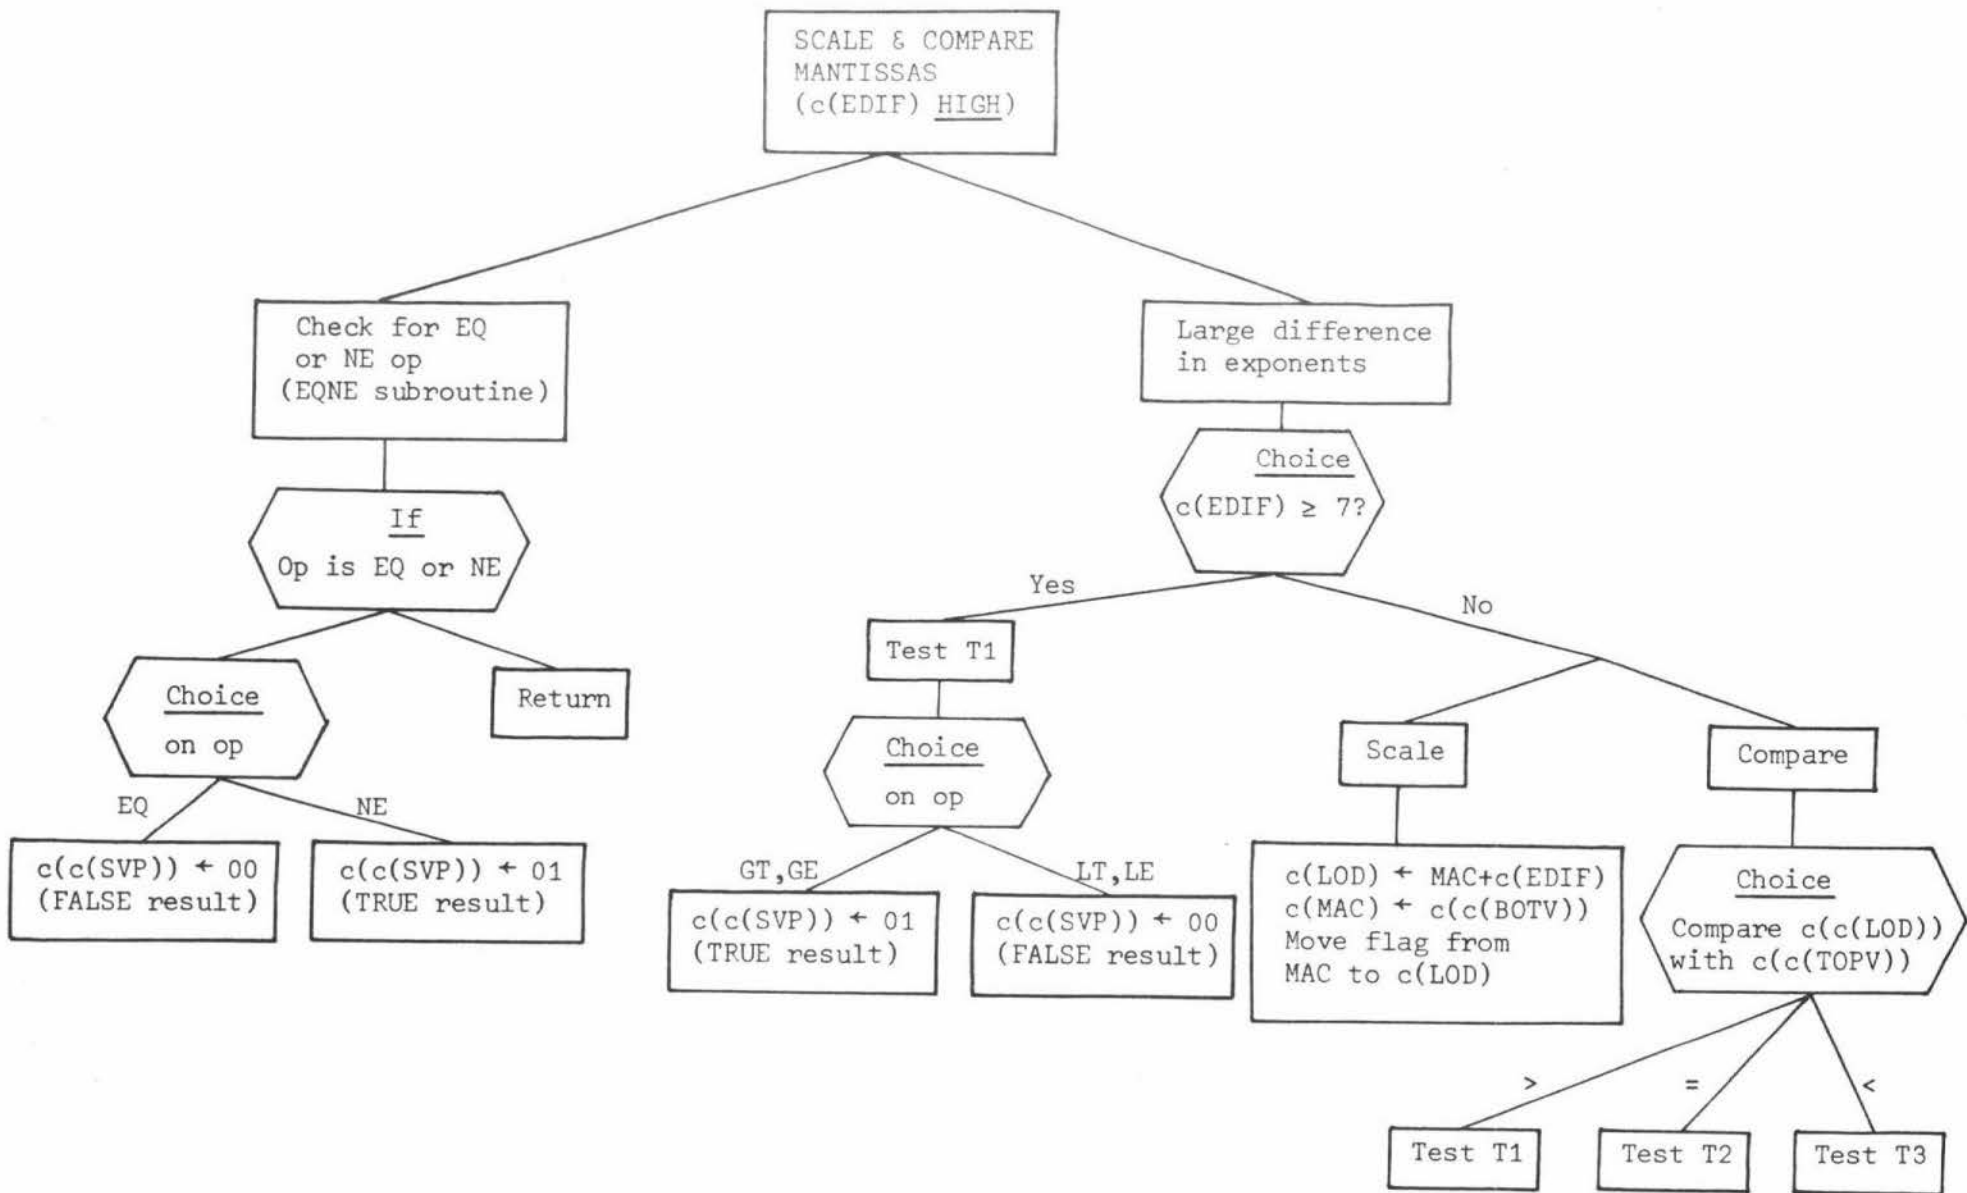 SCALE & COMPARE
MANTISSAS
(c(EDIF) HIGH)
Check for EQ
or NE op
(EQNE subroutine)
Large difference
in exponents
If
Op is EQ or NE
Choice
c(EDIF) ≥ 7?
Yes
No
Choice
on op
Return
Test T1
Choice
on op
Scale
Compare
EQ
NE
c(c(SVP)) ← 00
(FALSE result)
c(c(SVP)) ← 01
(TRUE result)
GT,GE
LT,LE
c(c(SVP)) ← 01
(TRUE result)
c(c(SVP)) ← 00
(FALSE result)
c(LOD) ← MAC+c(EDIF)
c(MAC) ← c(c(BOTV))
Move flag from
MAC to c(LOD)
Choice
Compare c(c(LOD))
with c(c(TOPV))
>
=
<
Test T1
Test T2
Test T3